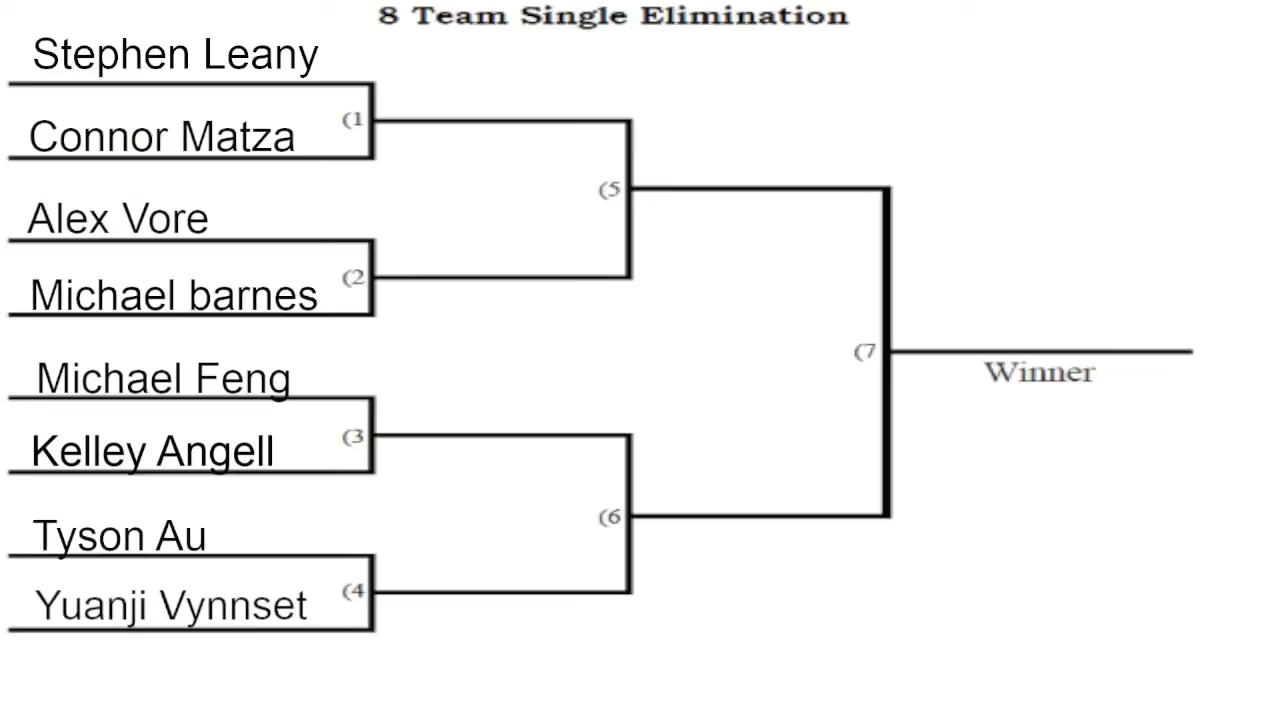 8 Team Single Elimination
Stephen Leany
(1
Connor Matza
(5
Alex Vore
(2
Michael barnes
(7
Winner
Michael Feng
(3
Kelley Angell
(6
Tyson Au
(4
Yuanji Vynnset